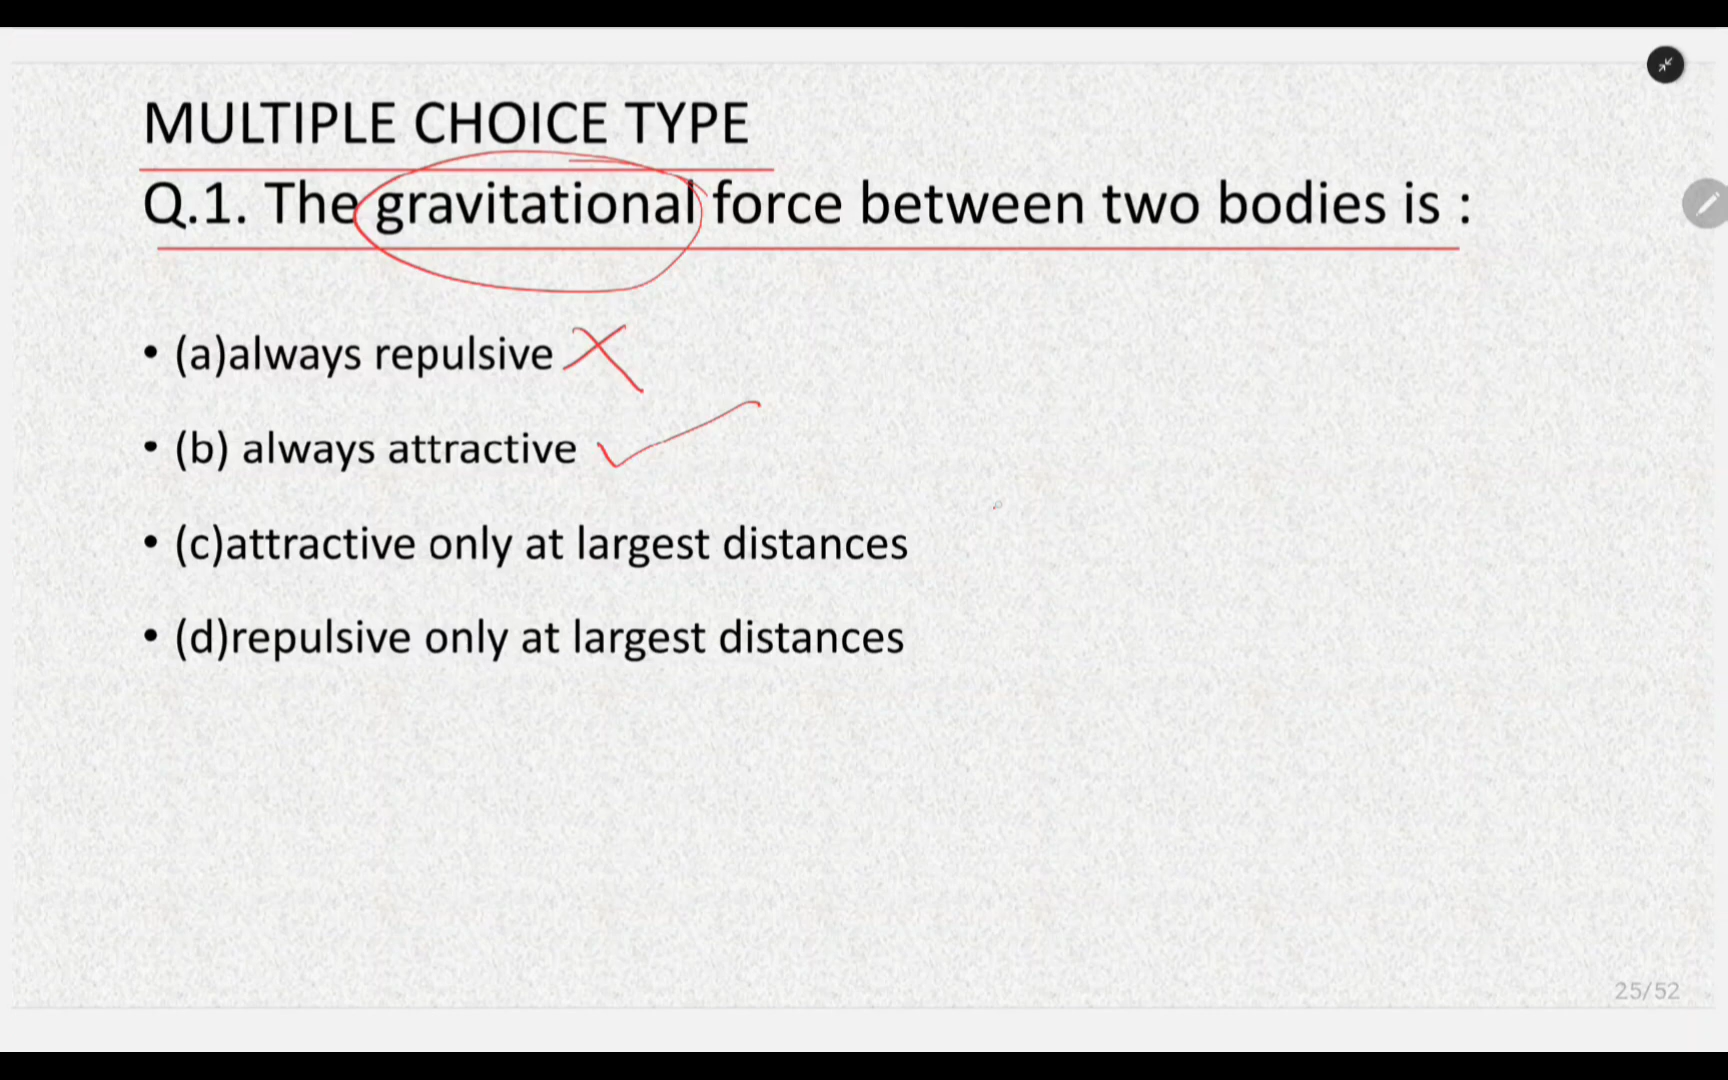 MULTIPLE CHOICE TYPE
Q.1. The gravitational force between two bodies is :
• (a)always repulsive
• (b) always attractive
• (c)attractive only at largest distances
• (d)repulsive only at largest distances
25/52